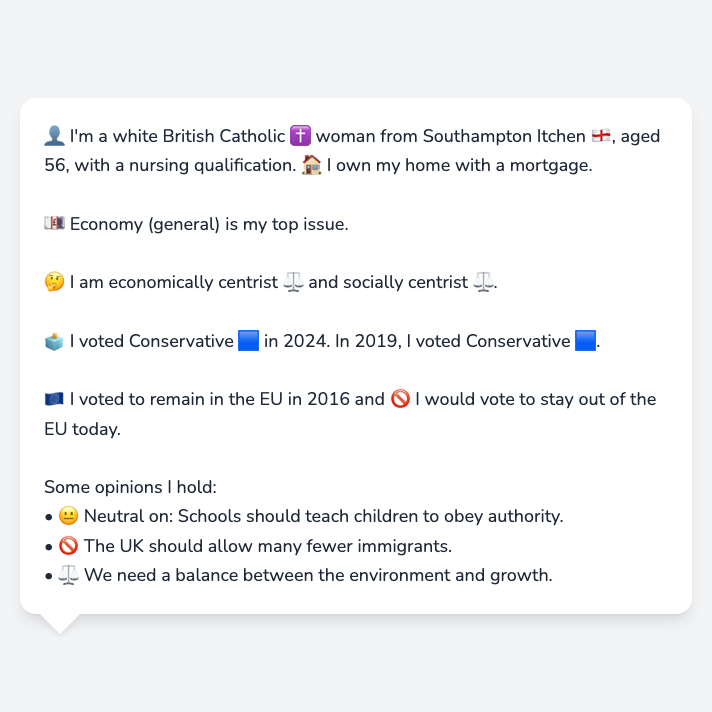 👤 I'm a white British Catholic ✝️ woman from Southampton Itchen 🏴󠁧󠁢󠁥󠁮󠁧󠁿, aged
56, with a nursing qualification. 🏠 I own my home with a mortgage.
💷 Economy (general) is my top issue.
🤔 I am economically centrist ⚖️ and socially centrist ⚖️.
🗳️ I voted Conservative 🟦 in 2024. In 2019, I voted Conservative 🟦.
🇪🇺 I voted to remain in the EU in 2016 and 🚫 I would vote to stay out of the
EU today.
Some opinions I hold:
• 😐 Neutral on: Schools should teach children to obey authority.
• 🚫 The UK should allow many fewer immigrants.
• ⚖️ We need a balance between the environment and growth.